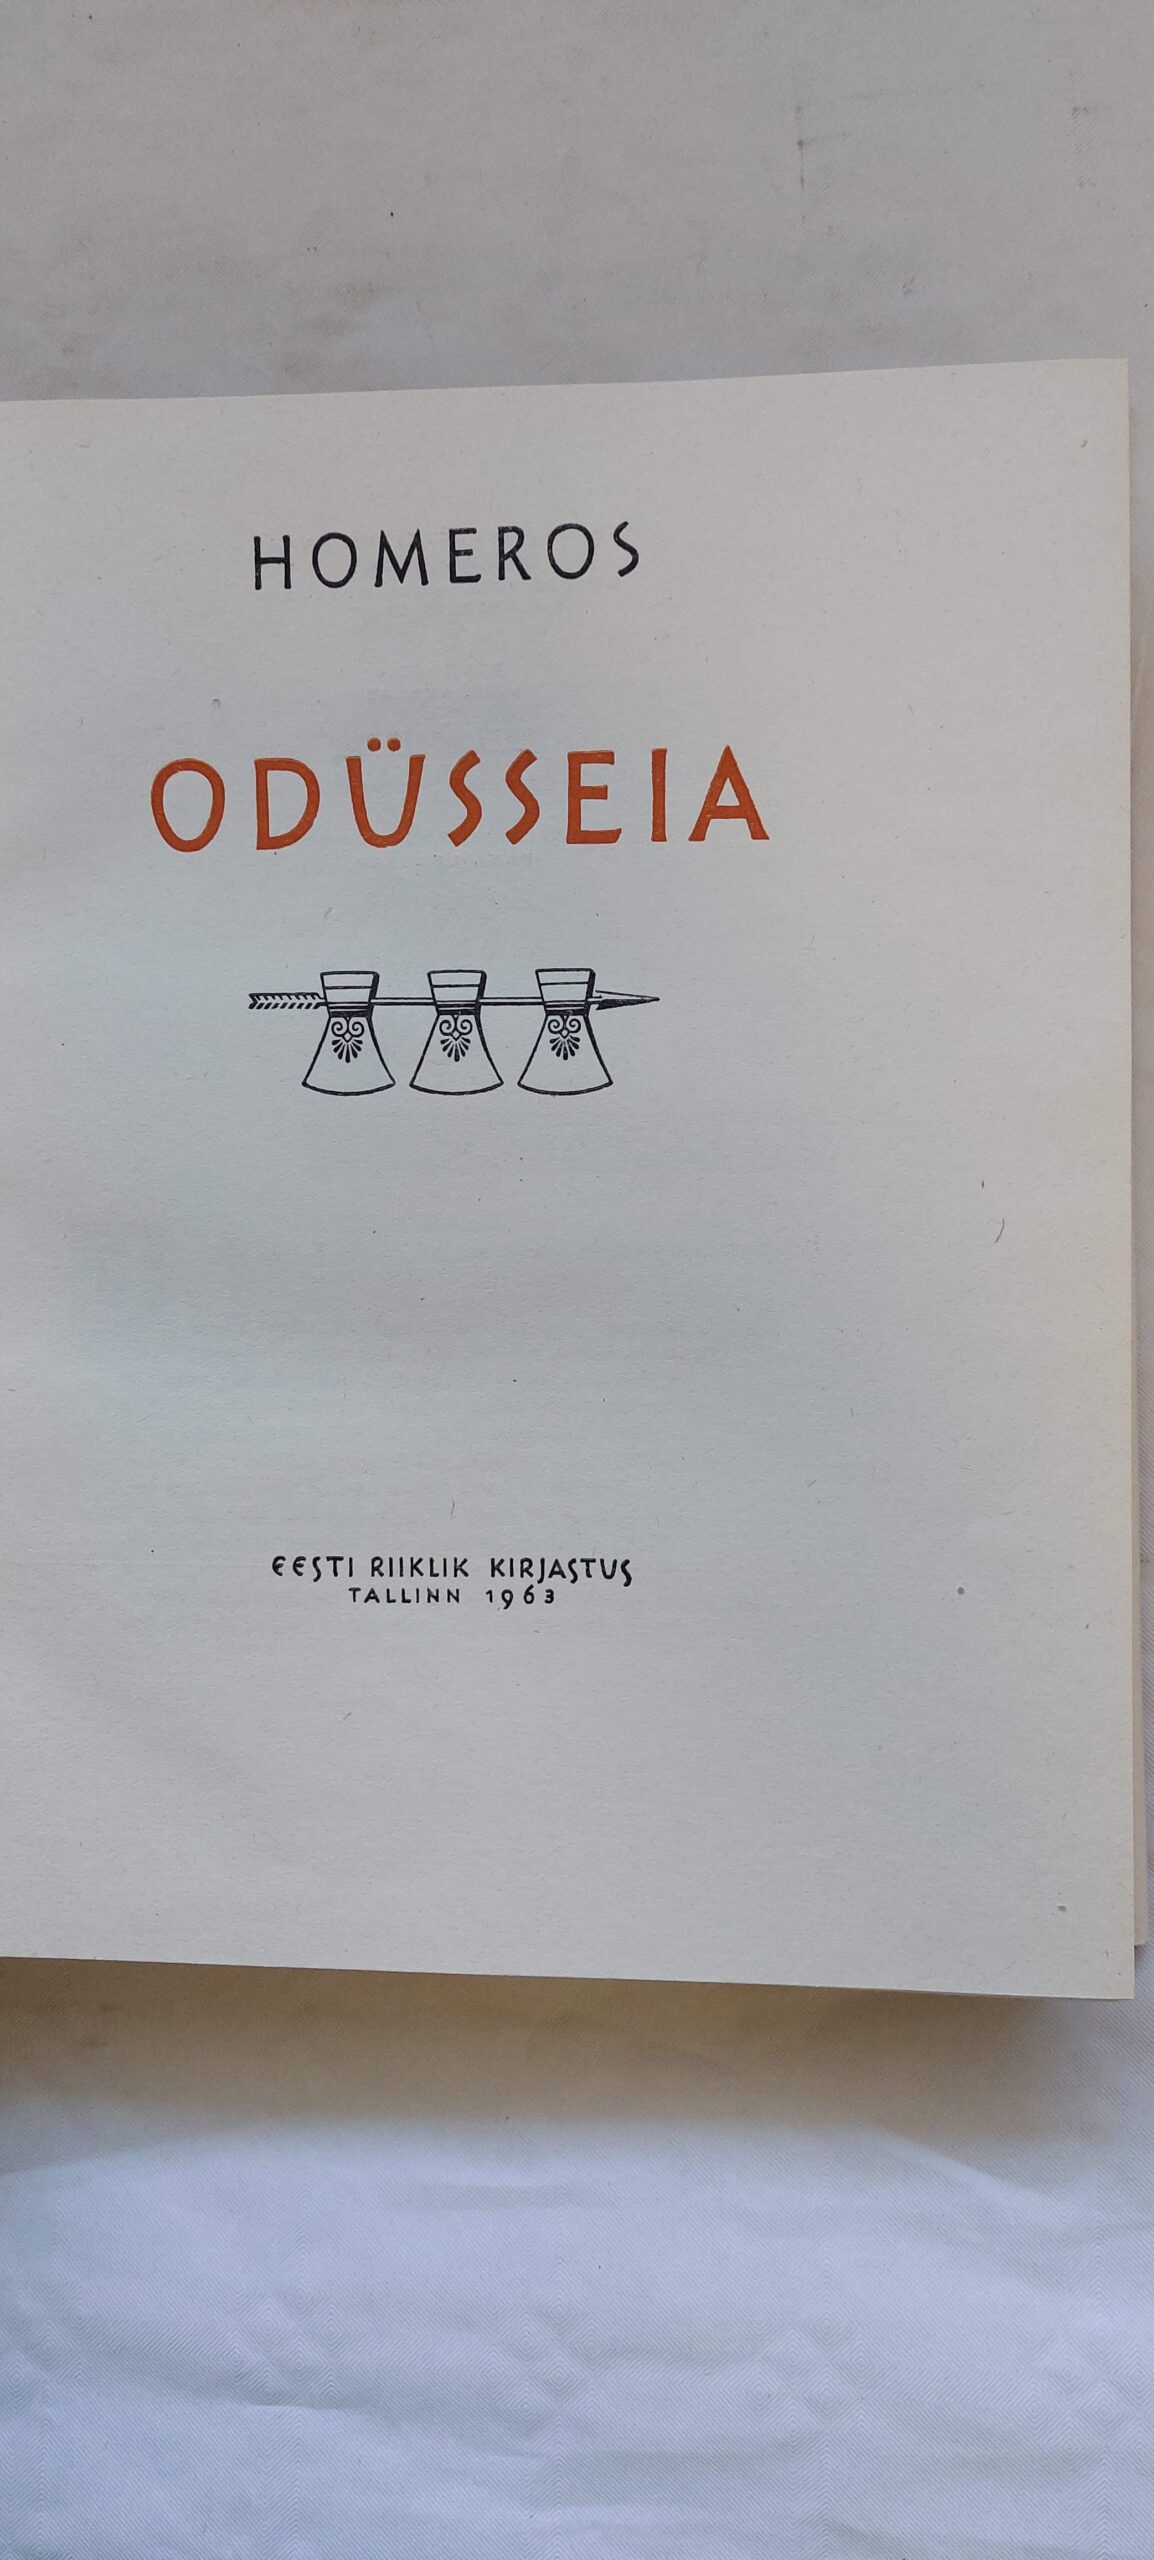 HOMEROS
ODÜSSEIA
EESTI RIIKLIK KIRJASTUS
TALLINN 1963